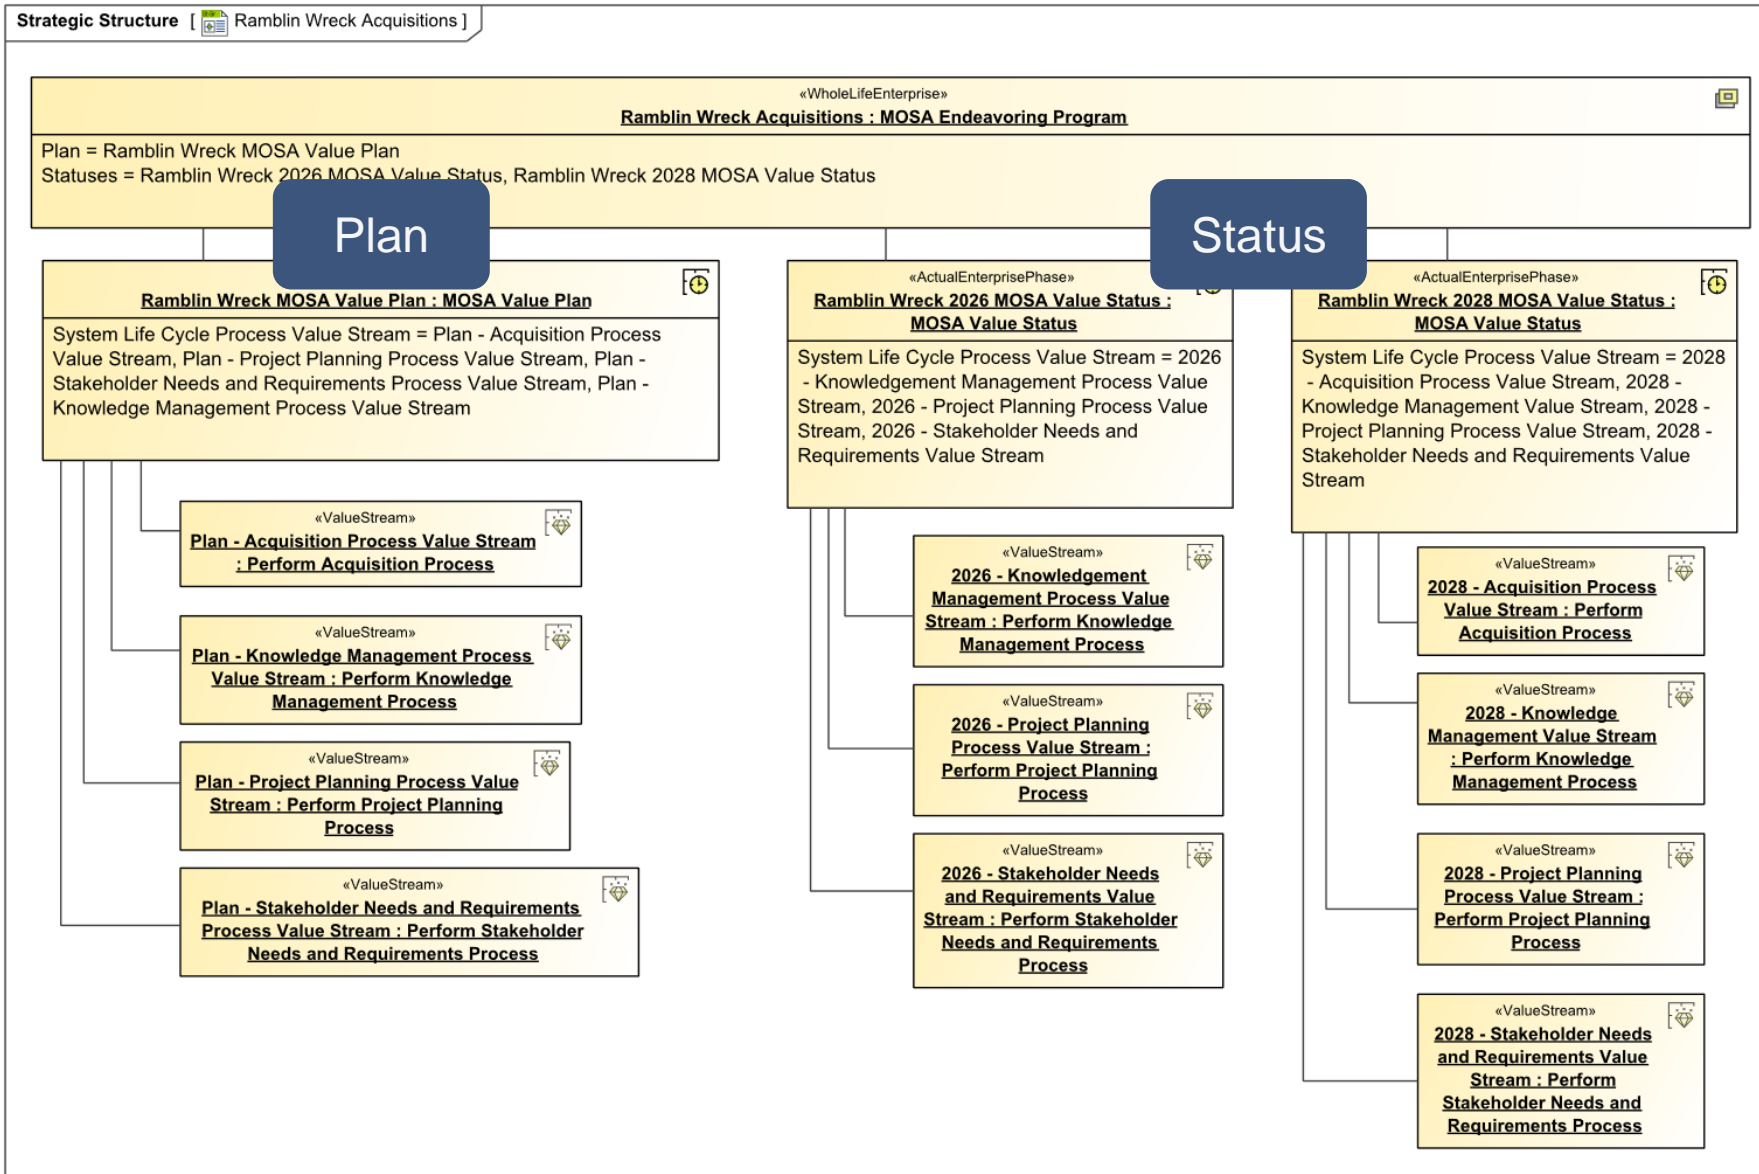 Strategic Structure [ Ramblin Wreck Acquisitions ]
«WholeLifeEnterprise»
Ramblin Wreck Acquisitions : MOSA Endeavoring Program
Plan = Ramblin Wreck MOSA Value Plan
Statuses = Ramblin Wreck 2026 MOSA Value Status, Ramblin Wreck 2028 MOSA Value Status
Plan
Status
Ramblin Wreck MOSA Value Plan : MOSA Value Plan
System Life Cycle Process Value Stream = Plan - Acquisition Process
Value Stream, Plan - Project Planning Process Value Stream, Plan -
Stakeholder Needs and Requirements Process Value Stream, Plan -
Knowledge Management Process Value Stream
«ValueStream»
Plan - Acquisition Process Value Stream
: Perform Acquisition Process
«ValueStream»
Plan - Knowledge Management Process
Value Stream : Perform Knowledge
Management Process
«ValueStream»
Plan - Project Planning Process Value
Stream : Perform Project Planning
Process
«ValueStream»
Plan - Stakeholder Needs and Requirements
Process Value Stream : Perform Stakeholder
Needs and Requirements Process
«ActualEnterprisePhase»
Ramblin Wreck 2026 MOSA Value Status :
MOSA Value Status
System Life Cycle Process Value Stream = 2026
- Knowledgement Management Process Value
Stream, 2026 - Project Planning Process Value
Stream, 2026 - Stakeholder Needs and
Requirements Value Stream
«ValueStream»
2026 - Knowledgement
Management Process Value
Stream : Perform Knowledge
Management Process
«ValueStream»
2026 - Project Planning
Process Value Stream :
Perform Project Planning
Process
«ValueStream»
2026 - Stakeholder Needs
and Requirements Value
Stream : Perform Stakeholder
Needs and Requirements
Process
«ActualEnterprisePhase»
Ramblin Wreck 2028 MOSA Value Status :
MOSA Value Status
System Life Cycle Process Value Stream = 2028
- Acquisition Process Value Stream, 2028 -
Knowledge Management Value Stream, 2028 -
Project Planning Process Value Stream, 2028 -
Stakeholder Needs and Requirements Value
Stream
«ValueStream»
2028 - Acquisition Process
Value Stream : Perform
Acquisition Process
«ValueStream»
2028 - Knowledge
Management Value Stream
: Perform Knowledge
Management Process
«ValueStream»
2028 - Project Planning
Process Value Stream :
Perform Project Planning
Process
«ValueStream»
2028 - Stakeholder Needs
and Requirements Value
Stream : Perform
Stakeholder Needs and
Requirements Process